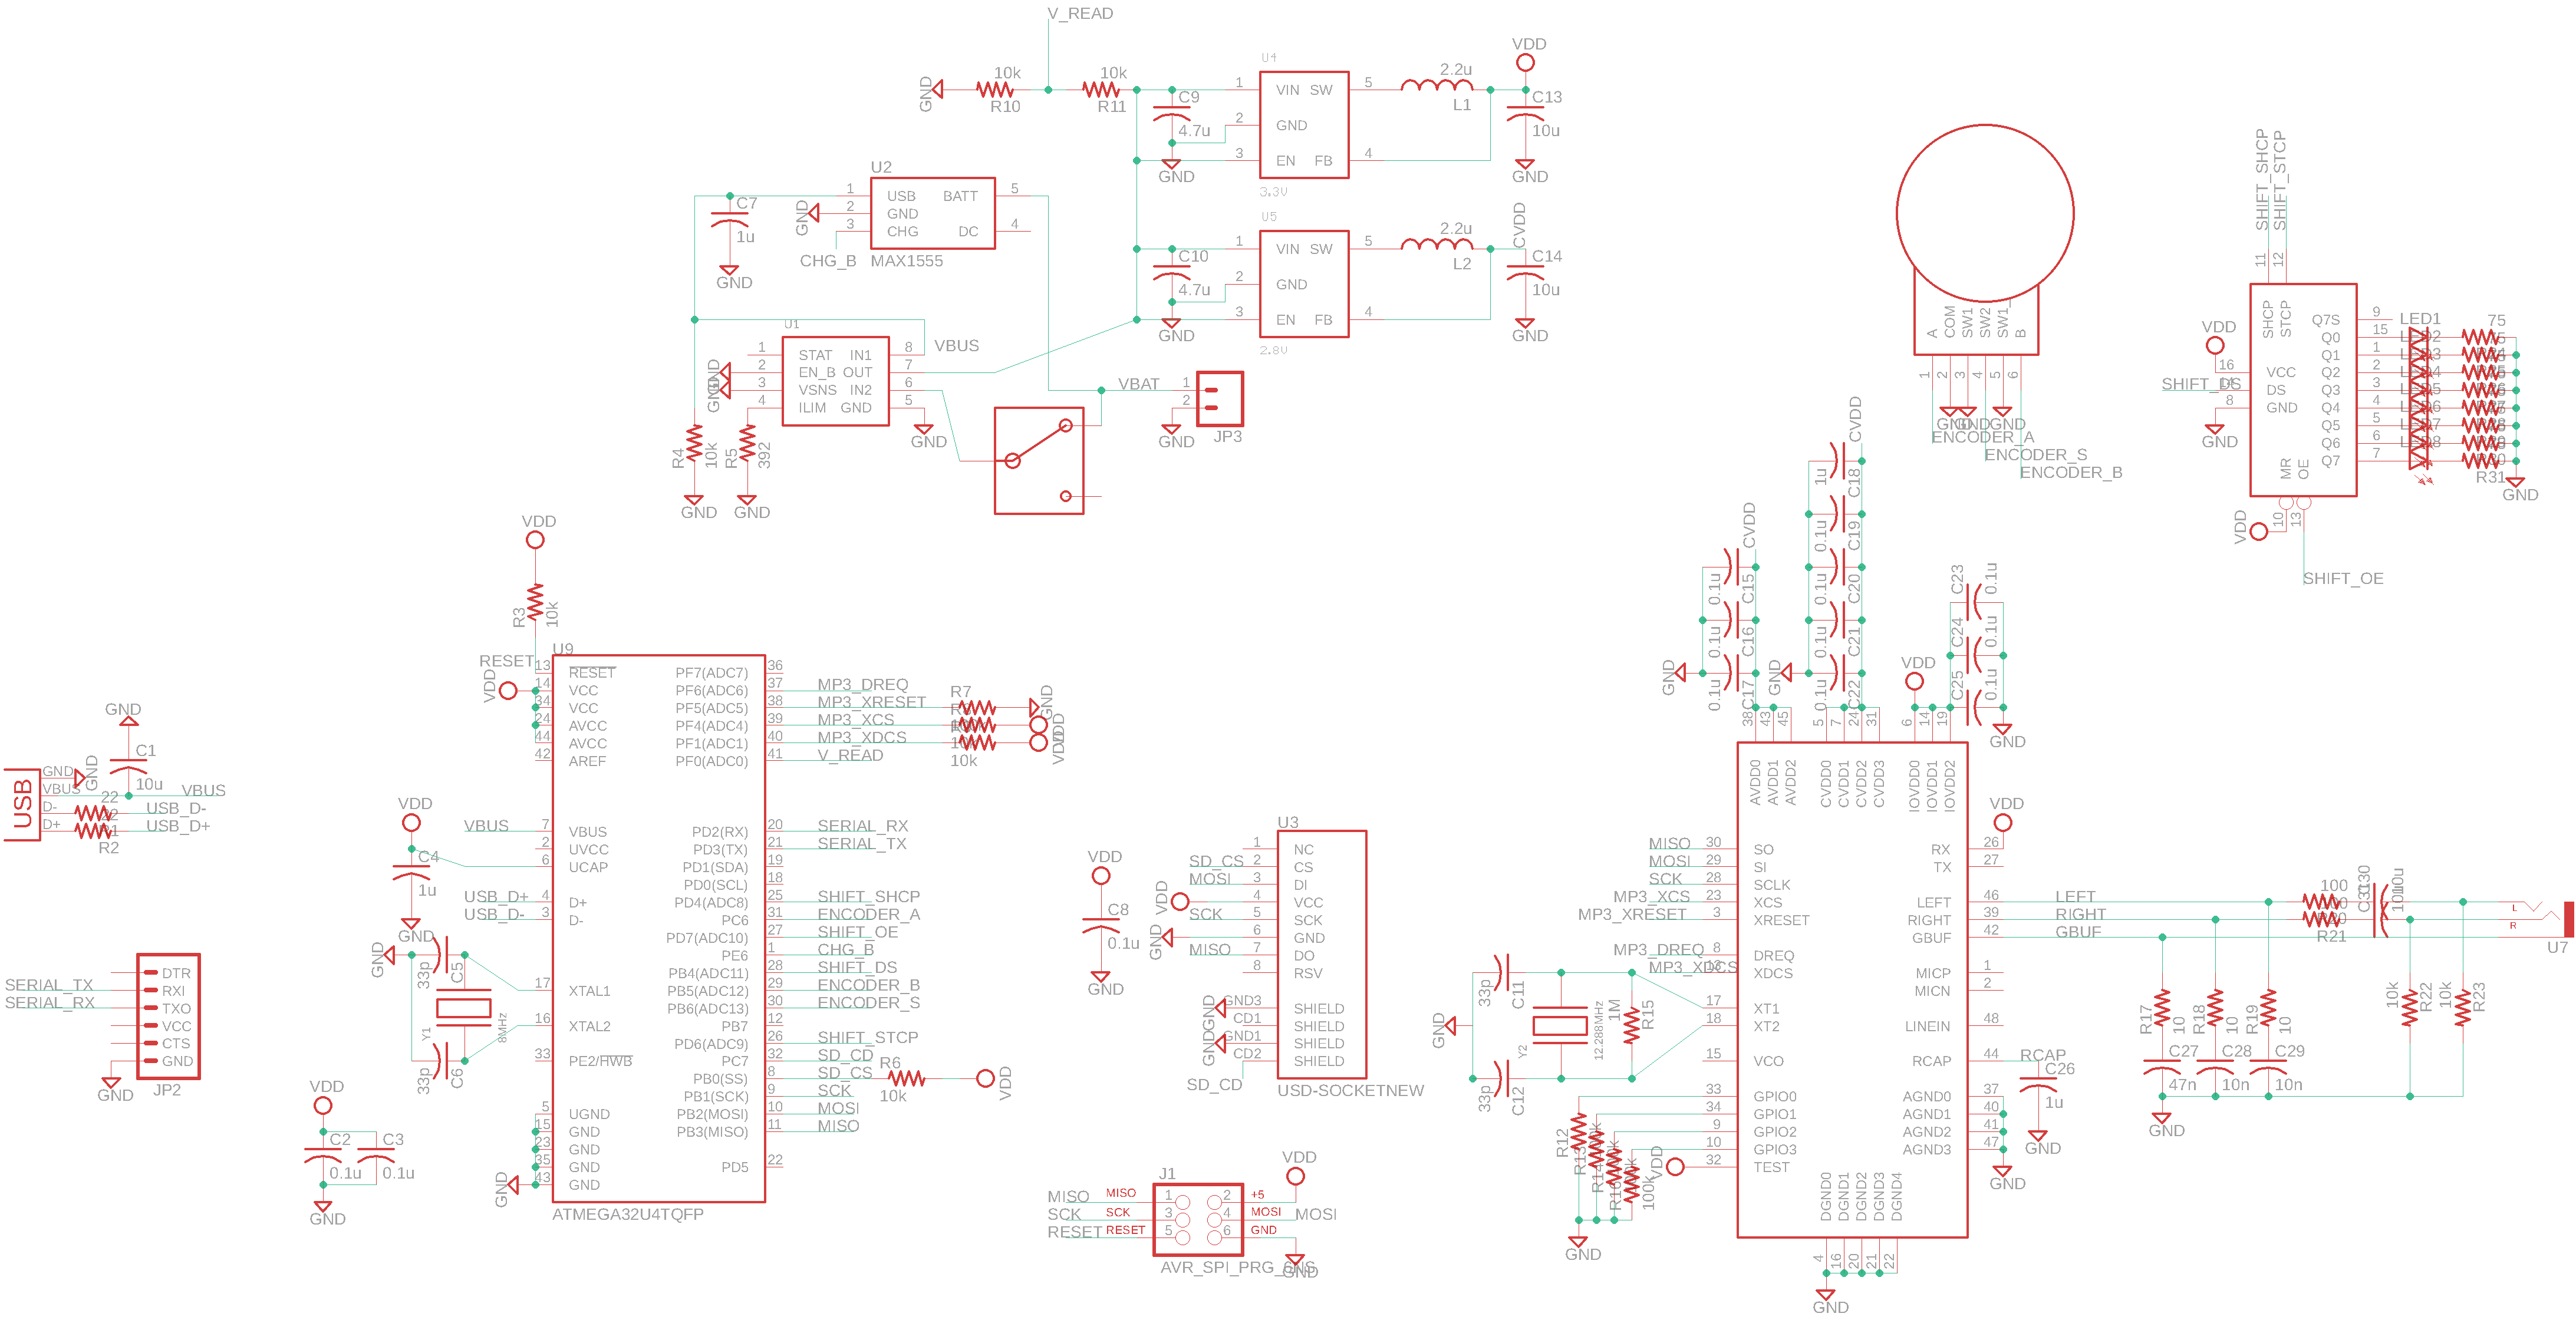 V_READ
GND
10k
R10
10k
R11
C9
4.7u
GND
U4
1 VIN SW 5
2 GND
3 EN FB 4
3.3V
2.2u
L1
VDD
C13
10u
GND
U2
1 USB BATT 5
2 GND
3 CHG DC 4
CHG_B MAX1555
GND
C7
1u
GND
U5
1 VIN SW 5
2 GND
3 EN FB 4
2.8V
C10
4.7u
GND
2.2u
L2
CVDD
C14
10u
GND
U1
1 STAT IN1 8
2 EN_B OUT 7
3 VSNS IN2 6
4 ILIM GND 5
VBUS
GND
GND
GND
R4
10k
R5
392
GND
GND
VBAT
1
2
GND
JP3
A
COM
SW1
SW2
SW1_
B
1
2
3
4
5
6
GND
GND
GND
ENCODER_A
ENCODER_S
ENCODER_B
SHIFT_SHCP
SHIFT_STCP
11
12
SHCP
STCP
VDD
16 VCC
SHIFT_DS
DS
8 GND
GND
Q7S 9
Q0 15
Q1 1
Q2 2
Q3 3
Q4 4
Q5 5
Q6 6
Q7 7
MR
OE
10
13
VDD
SHIFT_OE
LED1
LED2
LED3
LED4
LED5
LED6
LED7
LED8
75
R31
GND
VDD
R3
10k
U9
RESET 13 RESET
VDD 14 VCC
34 VCC
24 AVCC
44 AVCC
42 AREF
VBUS 7 VBUS
2 UVCC
6 UCAP
USB_D+ 4 D+
USB_D- 3 D-
17 XTAL1
16 XTAL2
33 PE2/HWB
5 UGND
15 GND
23 GND
35 GND
43 GND
GND
ATMEGA32U4TQFP
PF7(ADC7) 36
PF6(ADC6) 37 MP3_DREQ
PF5(ADC5) 38 MP3_XRESET
PF4(ADC4) 39 MP3_XCS
PF1(ADC1) 40 MP3_XDCS
PF0(ADC0) 41 V_READ
PD2(RX) 20 SERIAL_RX
PD3(TX) 21 SERIAL_TX
PD1(SDA) 19
PD0(SCL) 18
PD4(ADC8) 25 SHIFT_SHCP
PC6 31 ENCODER_A
PD7(ADC10) 27 SHIFT_OE
PE6 1 CHG_B
PB4(ADC11) 28 SHIFT_DS
PB5(ADC12) 29 ENCODER_B
PB6(ADC13) 30 ENCODER_S
PB7 12
PD6(ADC9) 26 SHIFT_STCP
PC7 32 SD_CD
PB0(SS) 8 SD_CS
PB1(SCK) 9 SCK
PB2(MOSI) 10 MOSI
PB3(MISO) 11 MISO
PD5 22
R7
10k
GND
VDD
VDD
R6
10k
VDD
GND
C1
10u
USB
GND
GND
VBUS
VBUS
D-
D+
22
R2
USB_D-
USB_D+
VDD
C4
1u
GND
GND
33p
C5
Y1
8MHz
33p
C6
SERIAL_TX
SERIAL_RX
DTR
RXI
TXO
VCC
CTS
GND
GND
JP2
VDD
C2
0.1u
C3
0.1u
GND
VDD
C8
0.1u
GND
U3
1 NC
SD_CS 2 CS
MOSI 3 DI
VDD 4 VCC
SCK 5 SCK
GND 6 GND
MISO 7 DO
8 RSV
GND GND3 SHIELD
CD1 SHIELD
GND GND1 SHIELD
CD2 SHIELD
SD_CD
USD-SOCKETNEW
J1
MISO MISO 1 2 +5
SCK SCK 3 4 MOSI MOSI
RESET RESET 5 6 GND
VDD
GND
GND
0.1u C15
0.1u C16
0.1u C17
CVDD
GND
1u C18
0.1u C19
0.1u C20
0.1u C21
0.1u C22
CVDD
VDD
C23 0.1u
C24 0.1u
C25 0.1u
GND
38
43
45
5
7
24
31
6
14
19
AVDD0
AVDD1
AVDD2
CVDD0
CVDD1
CVDD2
CVDD3
IOVDD0
IOVDD1
IOVDD2
MISO 30 SO
MOSI 29 SI
SCK 28 SCLK
MP3_XCS 23 XCS
MP3_XRESET 3 XRESET
MP3_DREQ 8 DREQ
MP3_XDCS 13 XDCS
17 XT1
18 XT2
15 VCO
33 GPIO0
34 GPIO1
9 GPIO2
10 GPIO3
32 TEST
VDD
RX 26
TX 27
LEFT 46 LEFT
RIGHT 39 RIGHT
GBUF 42 GBUF
MICP 1
MICN 2
LINEIN 48
RCAP 44 RCAP
AGND0 37
AGND1 40
AGND2 41
AGND3 47
VDD
GND
C26
1u
GND
DGND0
DGND1
DGND2
DGND3
DGND4
4
16
20
21
22
GND
33p
C11
33p
C12
GND
Y2
12.288MHz
1M
R15
R12
R13
R14
R16
100k
GND
100
R21
C30
L
R
U7
R17
10
R18
10
R19
10
C27
47n
C28
10n
C29
10n
GND
10k
R22
10k
R23